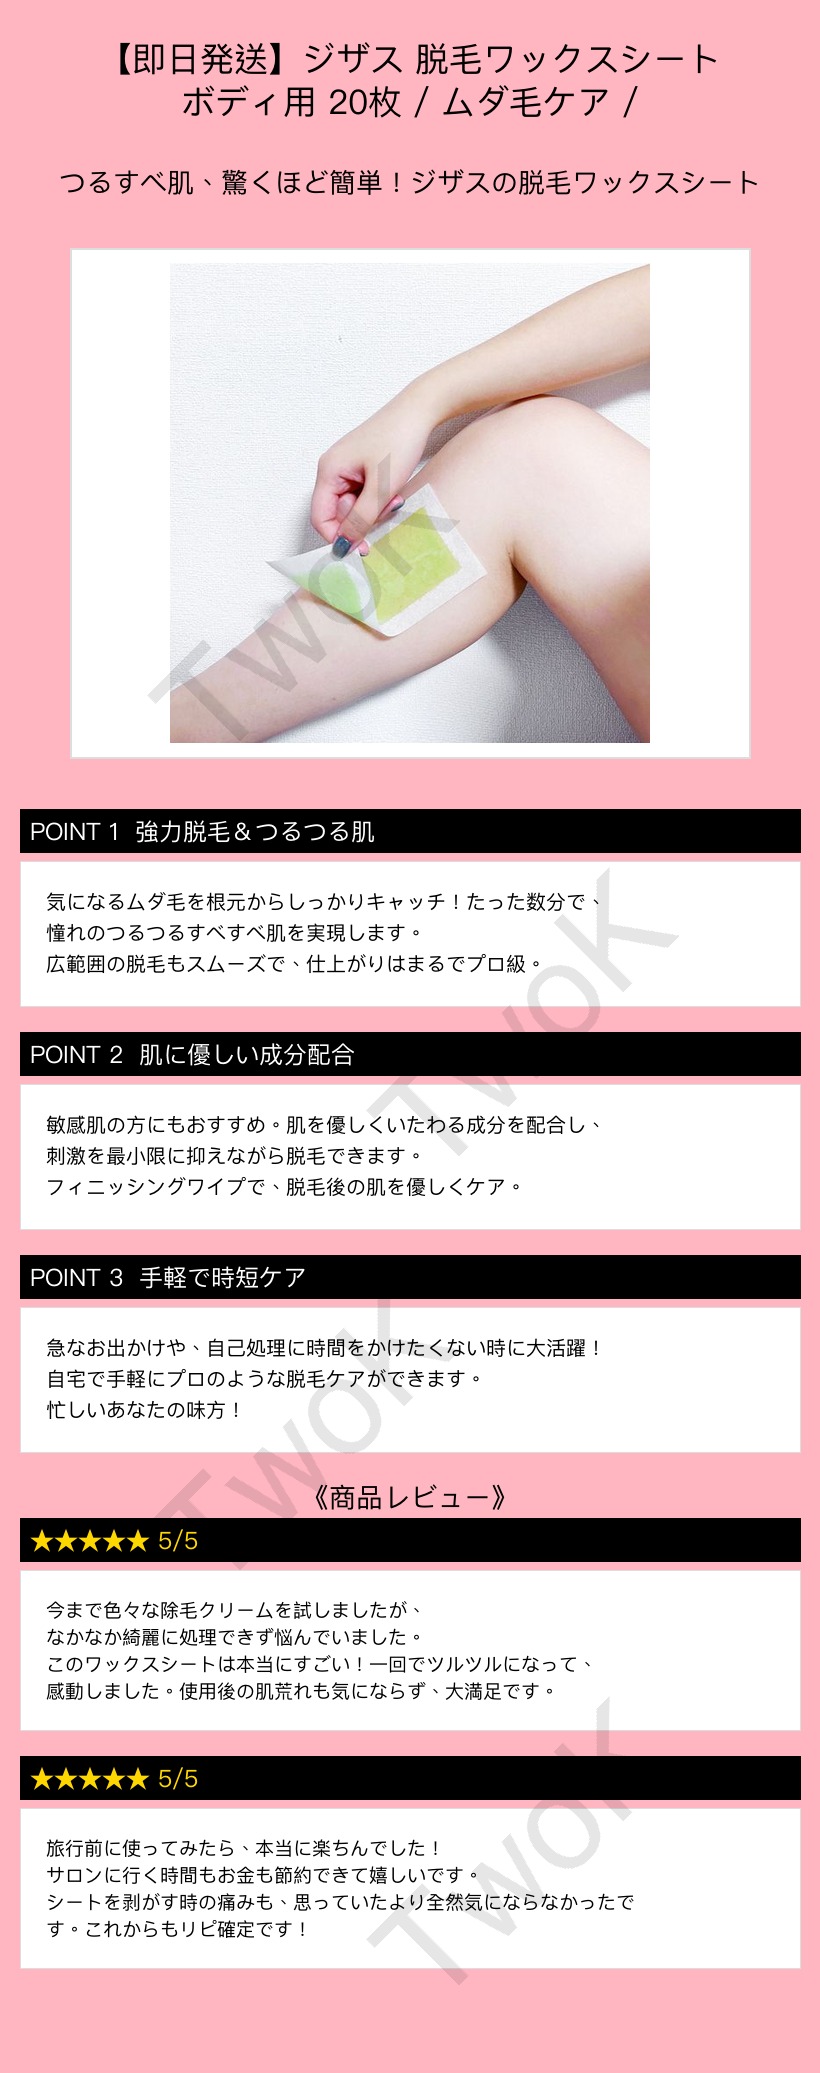 【即日発送】ジザス 脱毛ワックスシート
ボディ用 20枚 / ムダ毛ケア /
つるすべ肌、驚くほど簡単！ジザスの脱毛ワックスシート
TwoK
POINT 1 強力脱毛＆つるつる肌
気になるムダ毛を根元からしっかりキャッチ！たった数分で、
憧れのつるつるすべすべ肌を実現します。
広範囲の脱毛もスムーズで、仕上がりはまるでプロ級。
TwoK
POINT 2 肌に優しい成分配合
敏感肌の方にもおすすめ。肌を優しくいたわる成分を配合し、
刺激を最小限に抑えながら脱毛できます。
フィニッシングワイプで、脱毛後の肌を優しくケア。
POINT 3 手軽で時短ケア
急なお出かけや、自己処理に時間をかけたくない時に大活躍！
自宅で手軽にプロのような脱毛ケアができます。
忙しいあなたの味方！
TwoK
《商品レビュー》
★★★★★ 5/5
今まで色々な除毛クリームを試しましたが、
なかなか綺麗に処理できず悩んでいました。
このワックスシートは本当にすごい！一回でツルツルになって、
感動しました。使用後の肌荒れも気にならず、大満足です。
★★★★★ 5/5
旅行前に使ってみたら、本当に楽ちんでした！
サロンに行く時間もお金も節約できて嬉しいです。
シートを剥がす時の痛みも、思っていたより全然気にならなかったで
す。これからもリピ確定です！
TwoK